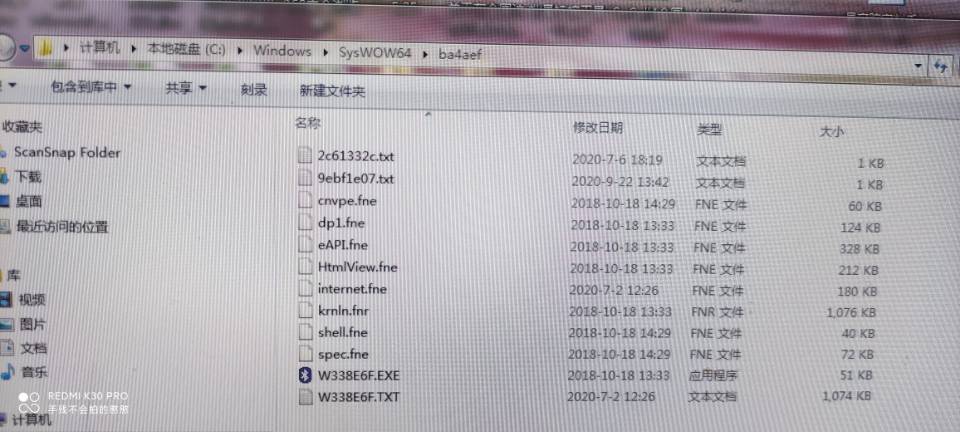 计算机 本地磁盘 (C:) Windows SysWOW64 ba4aef
包含到库中 共享 刻录 新建文件夹
收藏夹
ScanSnap Folder
下载
桌面
最近访问的位置
库
视频
图片
文档
音乐
计算机
名称 修改日期 类型 大小
2c61332c.txt 2020-7-6 18:19 文本文档 1 KB
9ebf1e07.txt 2020-9-22 13:42 文本文档 1 KB
cnvpe.fne 2018-10-18 14:29 FNE 文件 60 KB
dp1.fne 2018-10-18 13:33 FNE 文件 124 KB
eAPI.fne 2018-10-18 13:33 FNE 文件 328 KB
HtmlView.fne 2018-10-18 13:33 FNE 文件 212 KB
internet.fne 2020-7-2 12:26 FNE 文件 180 KB
krnln.fnr 2018-10-18 13:33 FNR 文件 1,076 KB
shell.fne 2018-10-18 14:29 FNE 文件 40 KB
spec.fne 2018-10-18 14:29 FNE 文件 72 KB
W338E6F.EXE 2018-10-18 13:33 应用程序 51 KB
W338E6F.TXT 2020-7-2 12:26 文本文档 1,074 KB
REDMI K30 PRO
手残不会拍的那那